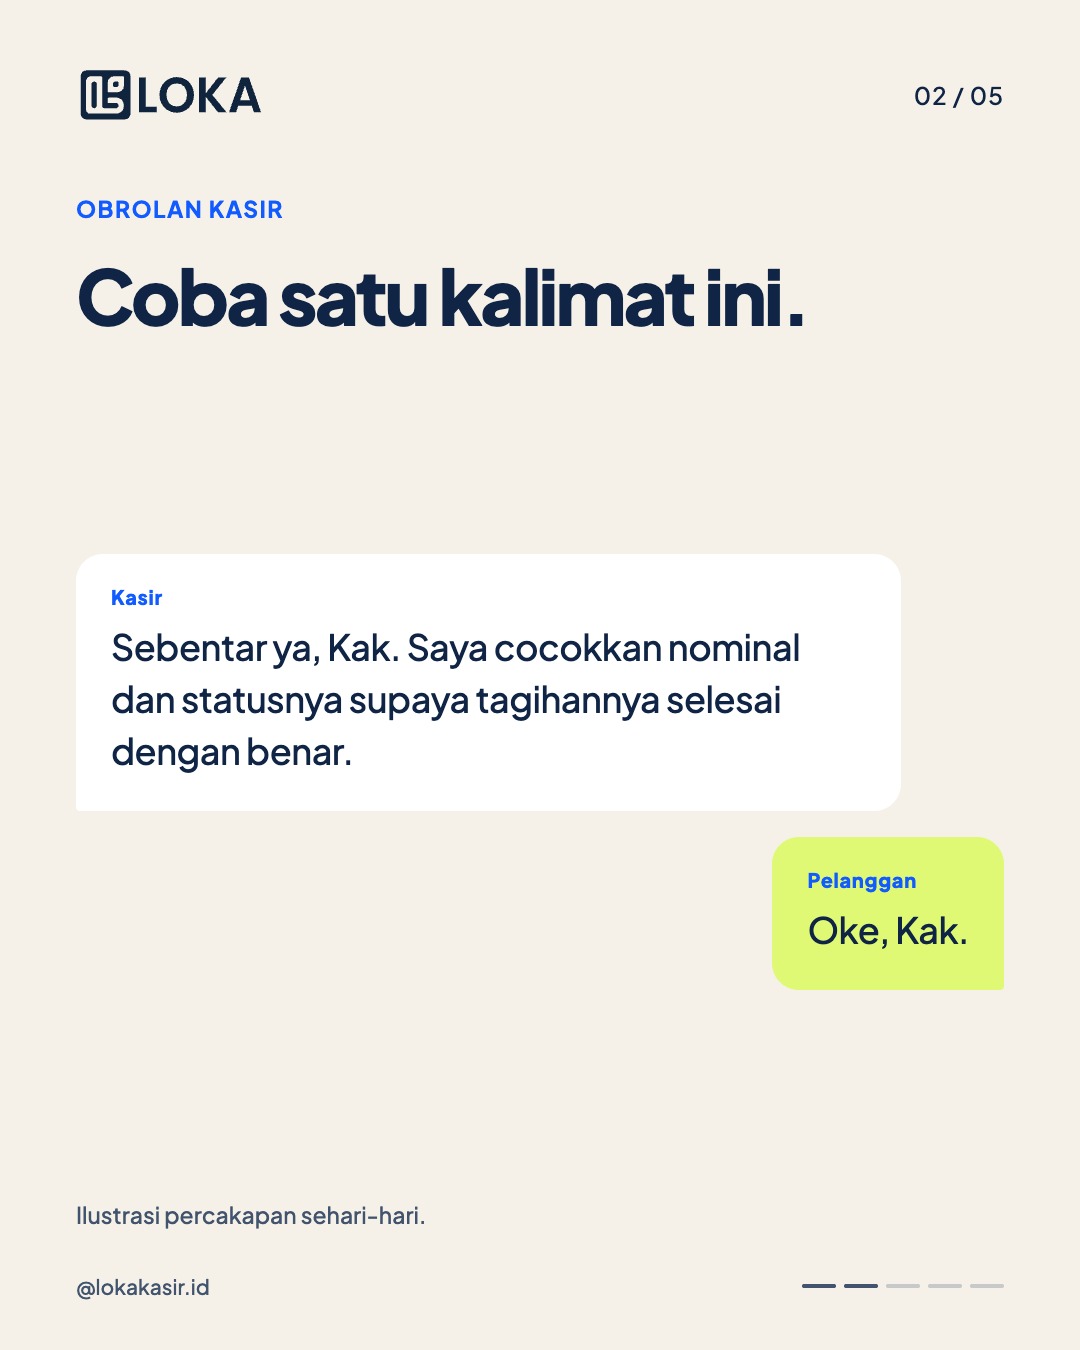 LOKA
02 / 05
OBROLAN KASIR
Coba satu kalimat ini.
Kasir
Sebentar ya, Kak. Saya cocokkan nominal
dan statusnya supaya tagihannya selesai
dengan benar.
Pelanggan
Oke, Kak.
Ilustrasi percakapan sehari-hari.
@lokakasir.id